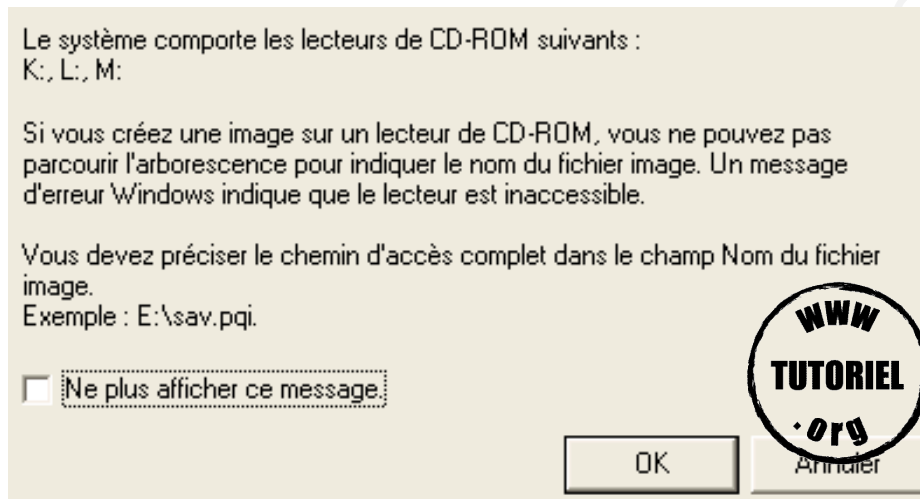 Le système comporte les lecteurs de CD-ROM suivants :
K:, L:, M:
Si vous créez une image sur un lecteur de CD-ROM, vous ne pouvez pas
parcourir l'arborescence pour indiquer le nom du fichier image. Un message
d'erreur Windows indique que le lecteur est inaccessible.
Vous devez préciser le chemin d'accès complet dans le champ Nom du fichier
image.
Exemple : E:\sav.pqi.
Ne plus afficher ce message.
WWW
TUTORIEL
.org
OK
Annuler